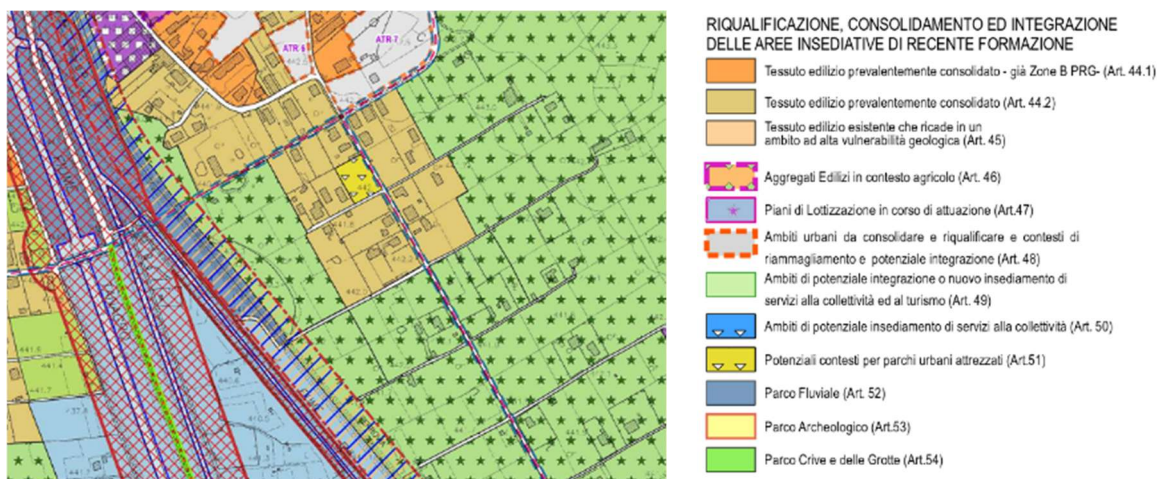 ATR 6
ATR 7
RIQUALIFICAZIONE, CONSOLIDAMENTO ED INTEGRAZIONE
DELLE AREE INSEDIATIVE DI RECENTE FORMAZIONE
Tessuto edilizio prevalentemente consolidato - già Zone B PRG- (Art. 44.1)
Tessuto edilizio prevalentemente consolidato (Art. 44.2)
Tessuto edilizio esistente che ricade in un
ambito ad alta vulnerabilità geologica (Art. 45)
Aggregati Edilizi in contesto agricolo (Art. 46)
Piani di Lottizzazione in corso di attuazione (Art.47)
Ambiti urbani da consolidare e riqualificare e contesti di
riammagliamento e potenziale integrazione (Art. 48)
Ambiti di potenziale integrazione o nuovo insediamento di
servizi alla collettività ed al turismo (Art. 49)
Ambiti di potenziale insediamento di servizi alla collettività (Art. 50)
Potenziali contesti per parchi urbani attrezzati (Art.51)
Parco Fluviale (Art. 52)
Parco Archeologico (Art.53)
Parco Crive e delle Grotte (Art.54)